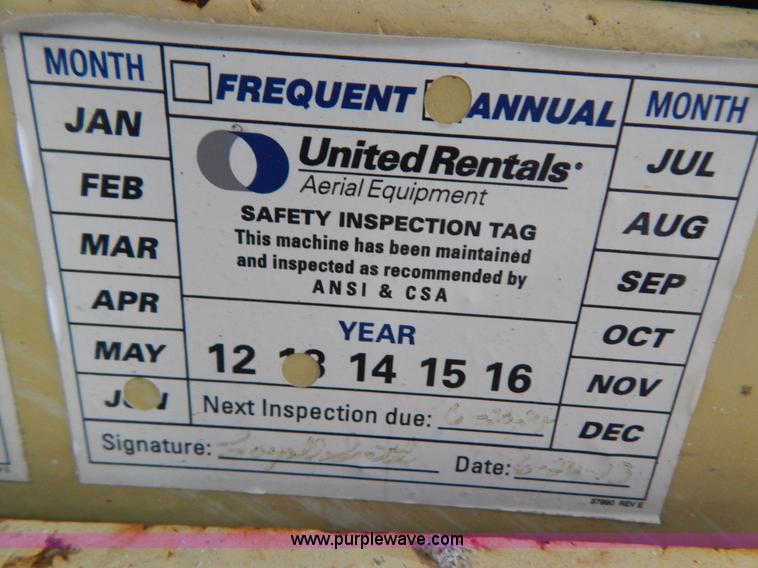 MONTH
JAN
FEB
MAR
APR
MAY
FREQUENT ANNUAL
United Rentals
Aerial Equipment
SAFETY INSPECTION TAG
This machine has been maintained
and inspected as recommended by
ANSI & CSA
YEAR
12 14 15 16
Next Inspection due:
Signature:
Date:
MONTH
JUL
AUG
SEP
OCT
NOV
DEC
37990 REV E
www.purplewave.com